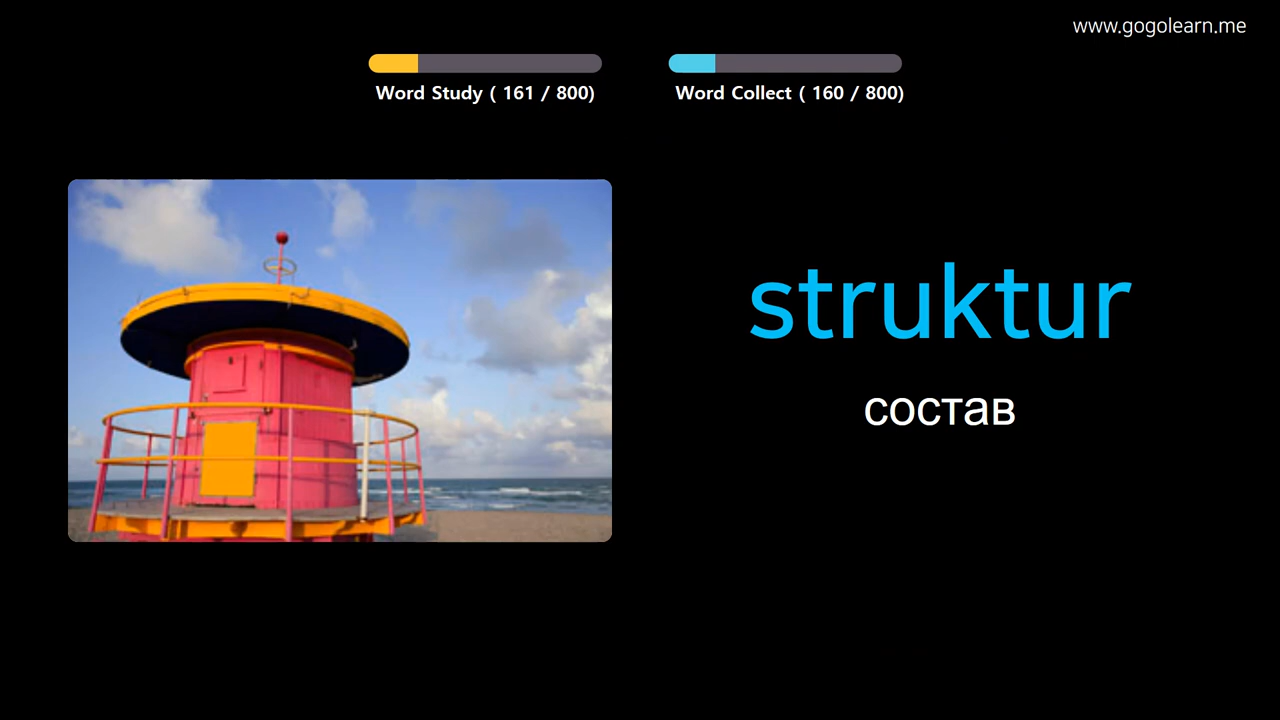 www.gogolearn.me
Word Study ( 161 / 800)
Word Collect ( 160 / 800)
struktur
состав